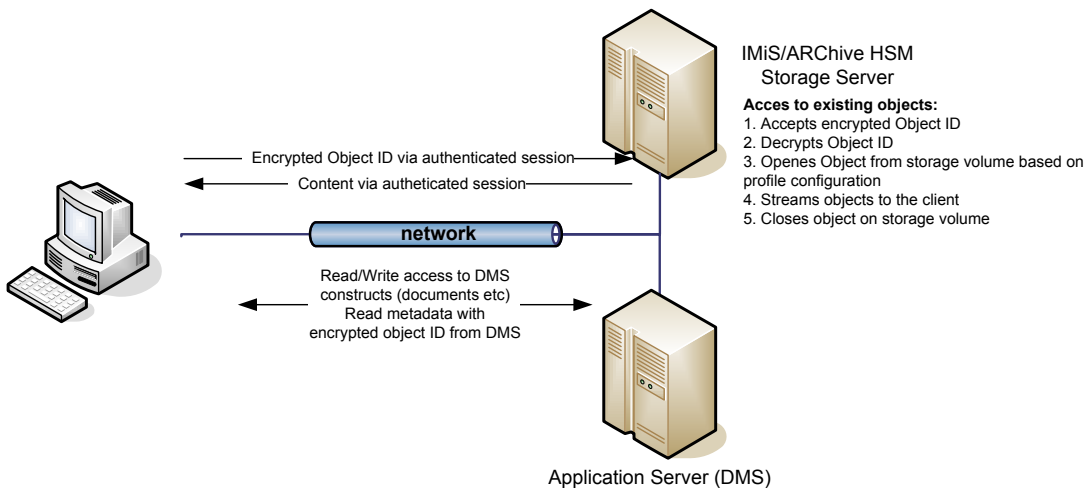 IMiS/ARChive HSM
Storage Server
Acces to existing objects:
1. Accepts encrypted Object ID
2. Decrypts Object ID
3. Openes Object from storage volume based on
profile configuration
4. Streams objects to the client
5. Closes object on storage volume
Encrypted Object ID via authenticated session
Content via autheticated session
network
Read/Write access to DMS
constructs (documents etc)
Read metadata with
encrypted object ID from DMS
Application Server (DMS)